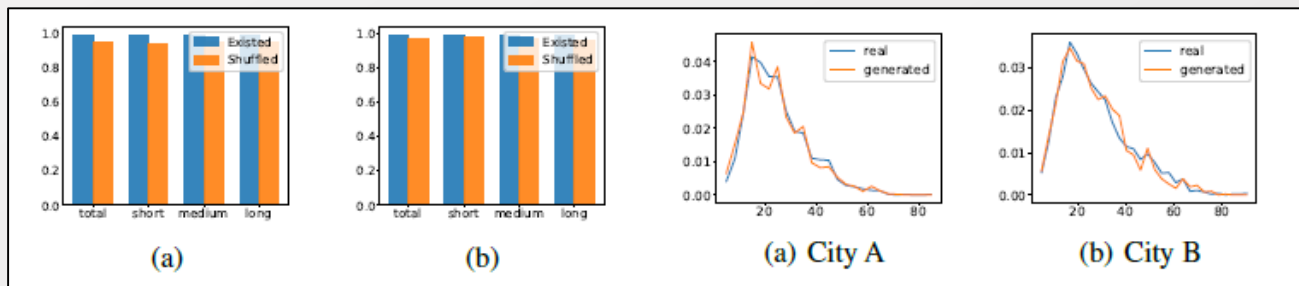 1.0
0.8
0.6
0.4
0.2
0.0
Existed
Shuffled
total short medium long
(a)
1.0
0.8
0.6
0.4
0.2
0.0
Existed
Shuffled
total short medium long
(b)
0.04
0.03
0.02
0.01
0.00
real
generated
20 40 60 80
(a) City A
0.03
0.02
0.01
0.00
real
generated
20 40 60 80
(b) City B